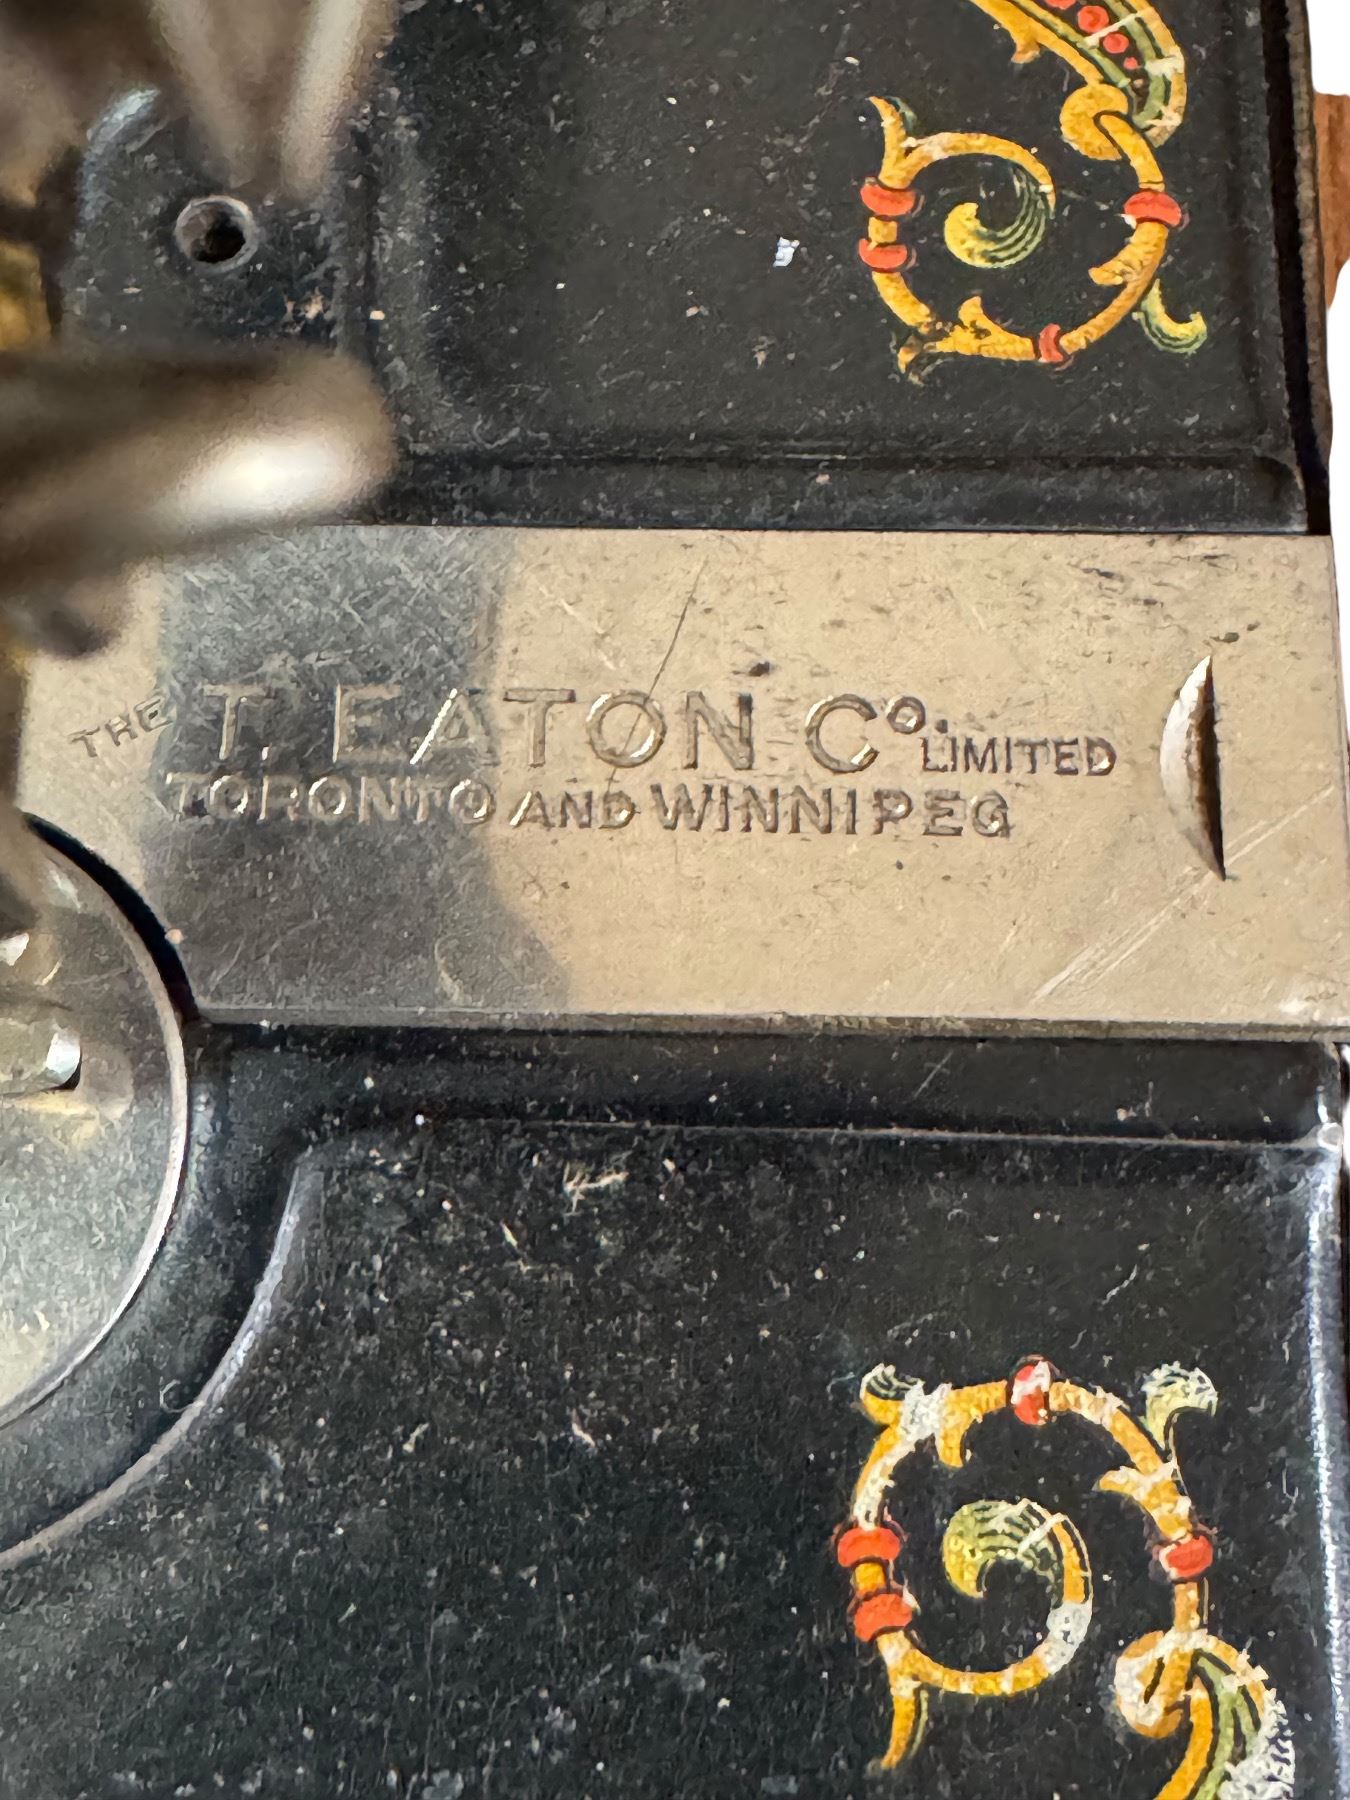 THE T. EATON Co. LIMITED
TORONTO AND WINNIPEG